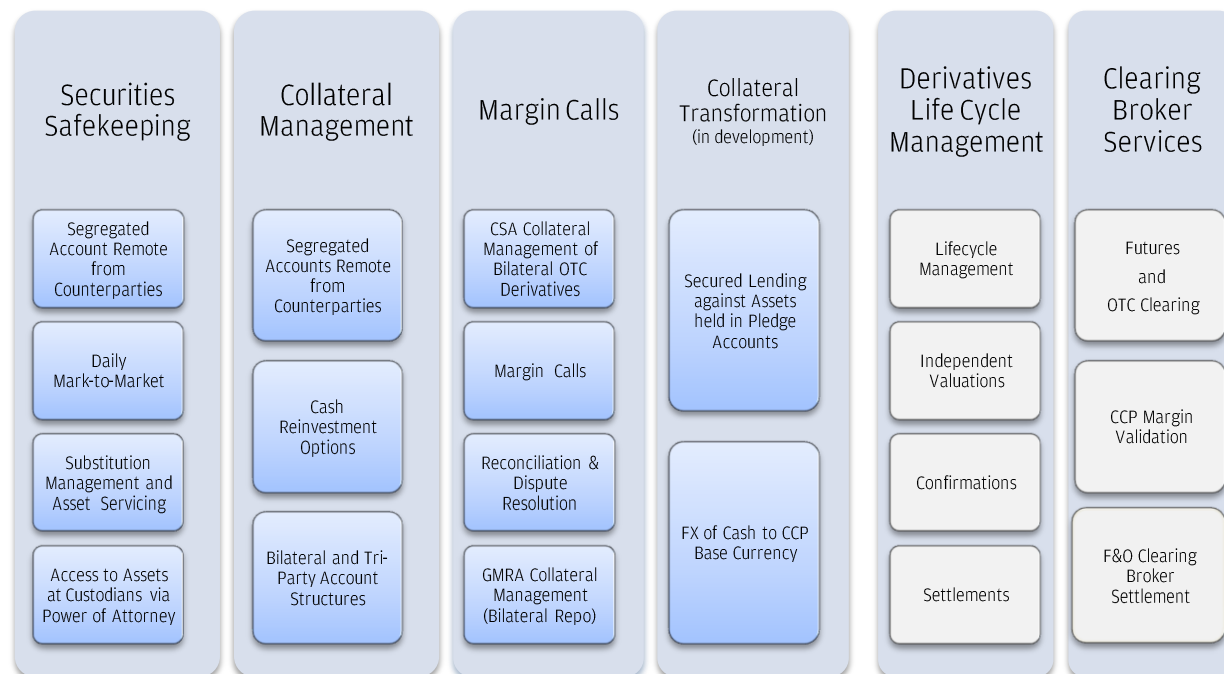 Securities
Safekeeping
Segregated
Account Remote
from
Counterparties
Daily
Mark-to-Market
Substitution
Management and
Asset Servicing
Access to Assets
at Custodians via
Power of Attorney
Collateral
Management
Segregated
Accounts Remote
from
Counterparties
Cash
Reinvestment
Options
Bilateral and Tri-
Party Account
Structures
Margin Calls
CSA Collateral
Management of
Bilateral OTC
Derivatives
Margin Calls
Reconciliation &
Dispute
Resolution
GMRA Collateral
Management
(Bilateral Repo)
Collateral
Transformation
(in development)
Secured Lending
against Assets
held in Pledge
Accounts
FX of Cash to CCP
Base Currency
Derivatives
Life Cycle
Management
Lifecycle
Management
Independent
Valuations
Confirmations
Settlements
Clearing
Broker
Services
Futures
and
OTC Clearing
CCP Margin
Validation
F&O Clearing
Broker
Settlement